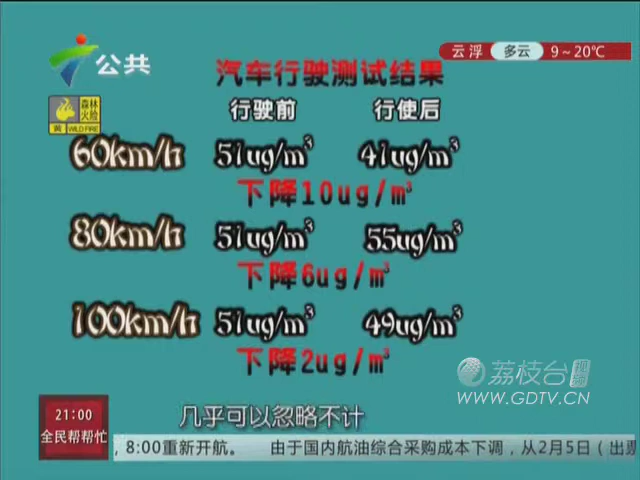 公共
云浮 多云 9~20℃
汽车行驶测试结果
森林
火险
黄 WILD FIRE
行驶前 行使后
60km/h 51ug/m³ 41ug/m³
下降10ug/m³
80km/h 51ug/m³ 55ug/m³
下降6ug/m³
100km/h 51ug/m³ 49ug/m³
下降2ug/m³
荔枝台 视频
WWW.GDTV.CN
几乎可以忽略不计
21:00
全民帮帮忙
, 8:00重新开航。 由于国内航油综合采购成本下调，从2月5日（出票